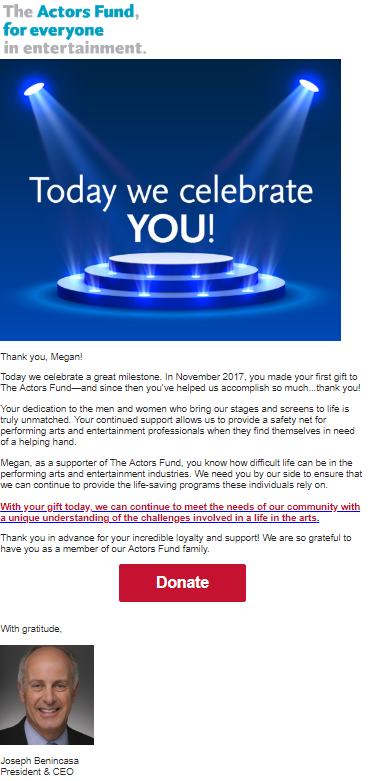 The Actors Fund,
for everyone
in entertainment.
Today we celebrate
YOU!
Thank you, Megan!
Today we celebrate a great milestone. In November 2017, you made your first gift to
The Actors Fund—and since then you've helped us accomplish so much...thank you!
Your dedication to the men and women who bring our stages and screens to life is
truly unmatched. Your continued support allows us to provide a safety net for
performing arts and entertainment professionals when they find themselves in need
of a helping hand.
Megan, as a supporter of The Actors Fund, you know how difficult life can be in the
performing arts and entertainment industries. We need you by our side to ensure that
we can continue to provide the life-saving programs these individuals rely on.
With your gift today, we can continue to meet the needs of our community with
a unique understanding of the challenges involved in a life in the arts.
Thank you in advance for your incredible loyalty and support! We are so grateful to
have you as a member of our Actors Fund family.
Donate
With gratitude,
Joseph Benincasa
President & CEO